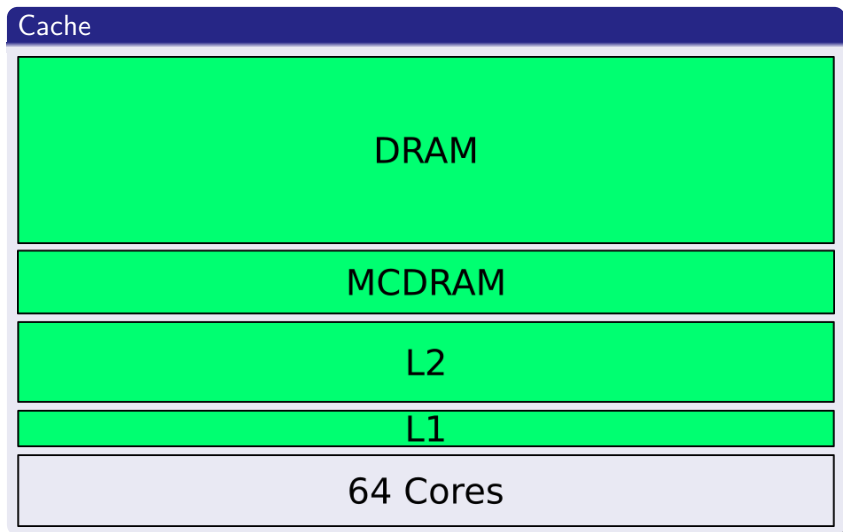 Cache
DRAM
MCDRAM
L2
L1
64 Cores